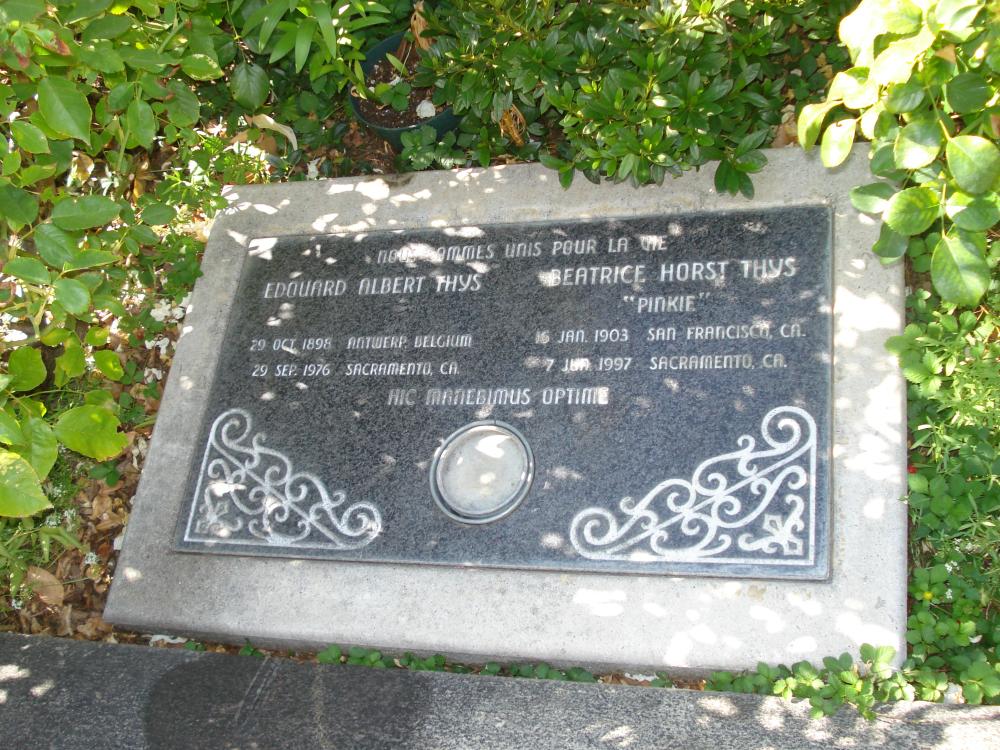 NOUS SOMMES UNIS POUR LA VIE
EDOUARD ALBERT THYS
29 OCT 1898 ANTWERP, BELGIUM
29 SEP. 1976 SACRAMENTO, CA.
BEATRICE HORST THYS
"PINKIE"
16 JAN. 1903 SAN FRANCISCO, CA.
7 JUN. 1997 SACRAMENTO, CA.
HIC MANEBIMUS OPTIME